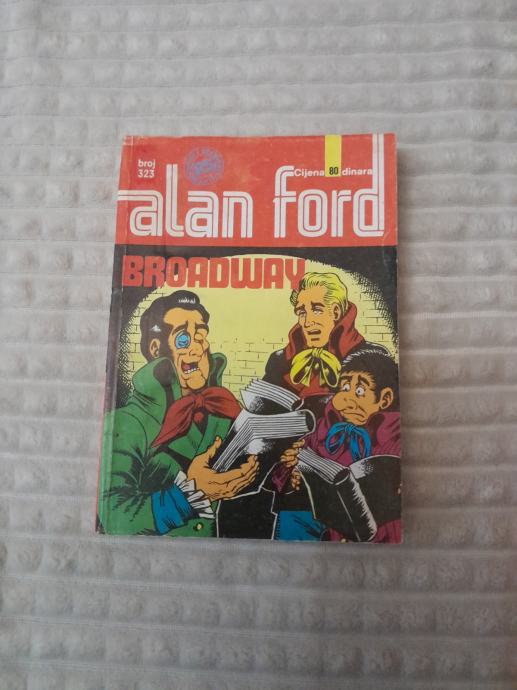 broj
323
Cijena 80 dinara
alan ford
BROADWAY